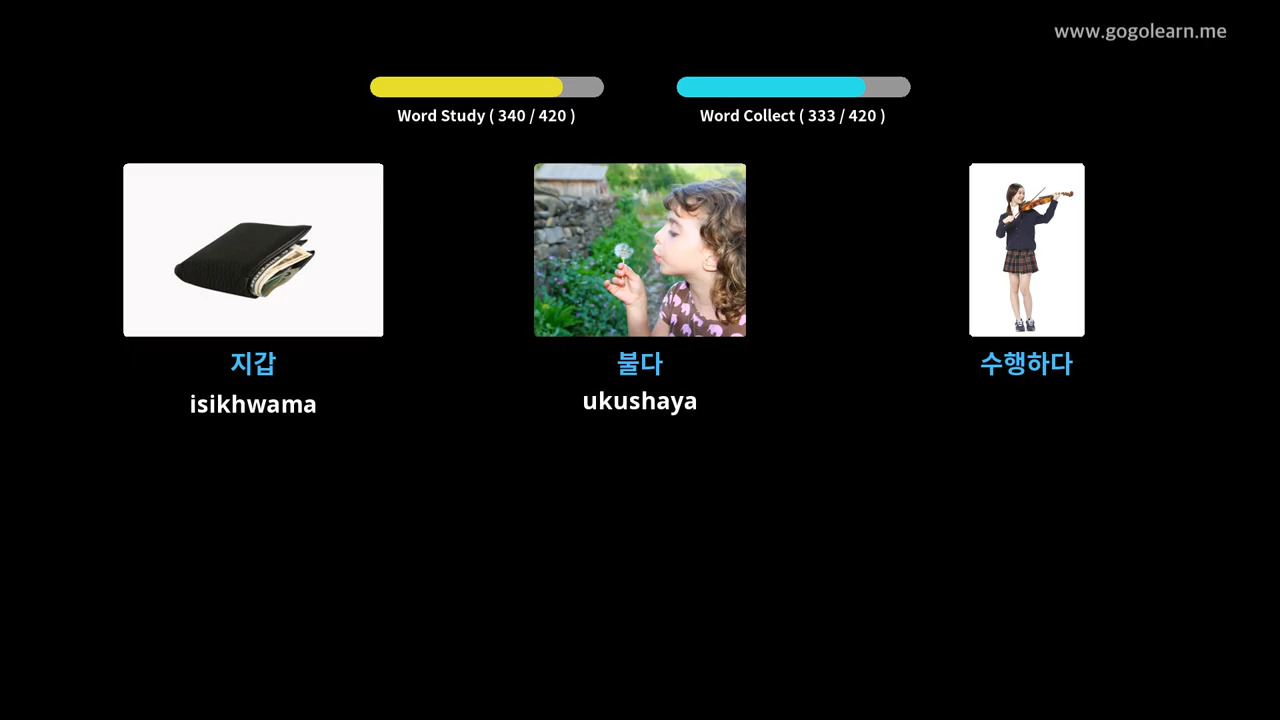 www.gogolearn.me
Word Study ( 340 / 420 )
Word Collect ( 333 / 420 )
지갑
불다
수행하다
isikhwama
ukushaya